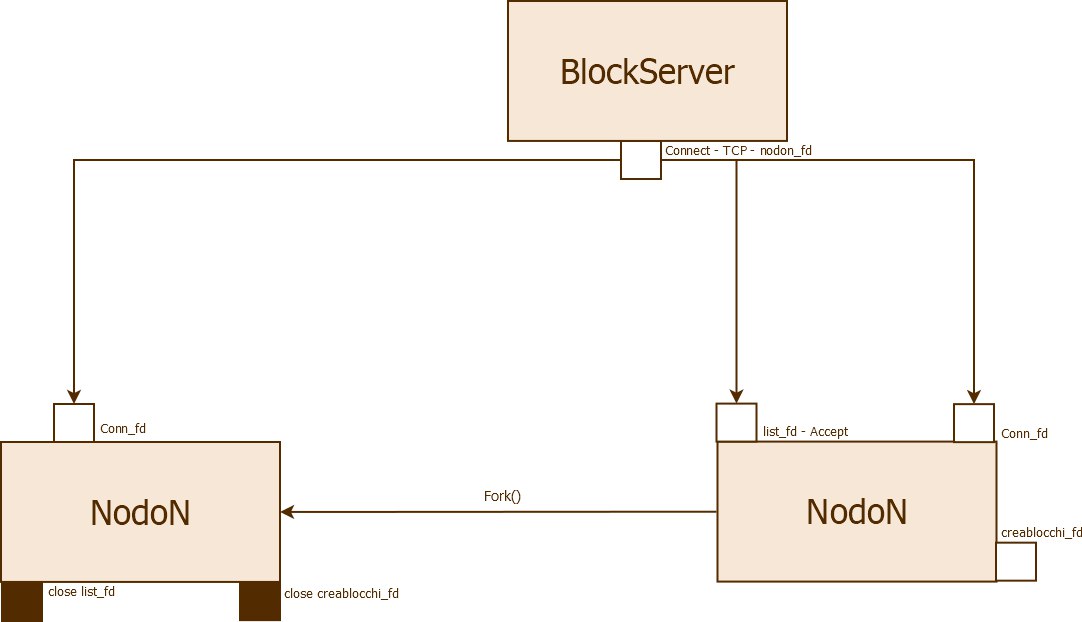 BlockServer
Connect - TCP - nodon_fd
Conn_fd
list_fd - Accept
Conn_fd
NodoN
Fork()
NodoN
creablocchi_fd
close list_fd
close creablocchi_fd